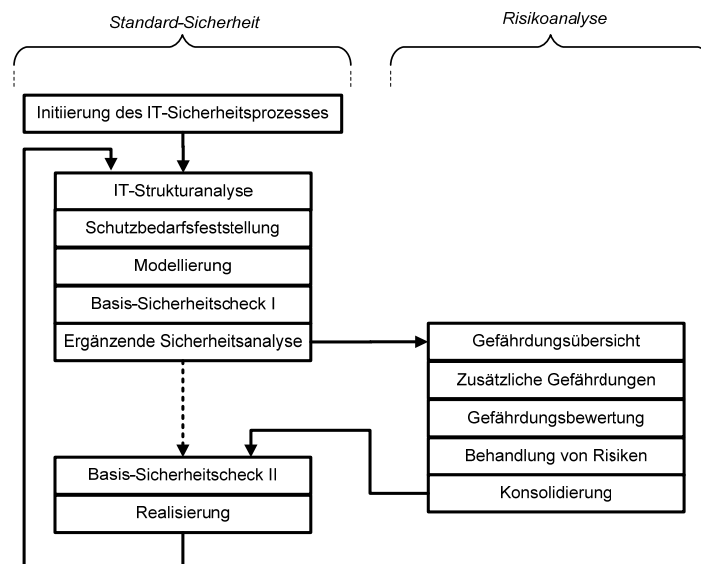 Standard-Sicherheit
Risikoanalyse
Initiierung des IT-Sicherheitsprozesses
IT-Strukturanalyse
Schutzbedarfsfeststellung
Modellierung
Basis-Sicherheitscheck I
Ergänzende Sicherheitsanalyse
Gefährdungsübersicht
Zusätzliche Gefährdungen
Gefährdungsbewertung
Behandlung von Risiken
Konsolidierung
Basis-Sicherheitscheck II
Realisierung